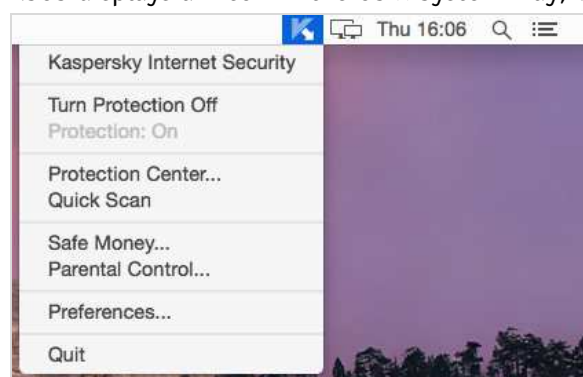 Thu 16:06
Kaspersky Internet Security
Turn Protection Off
Protection: On
Protection Center...
Quick Scan
Safe Money...
Parental Control...
Preferences...
Quit